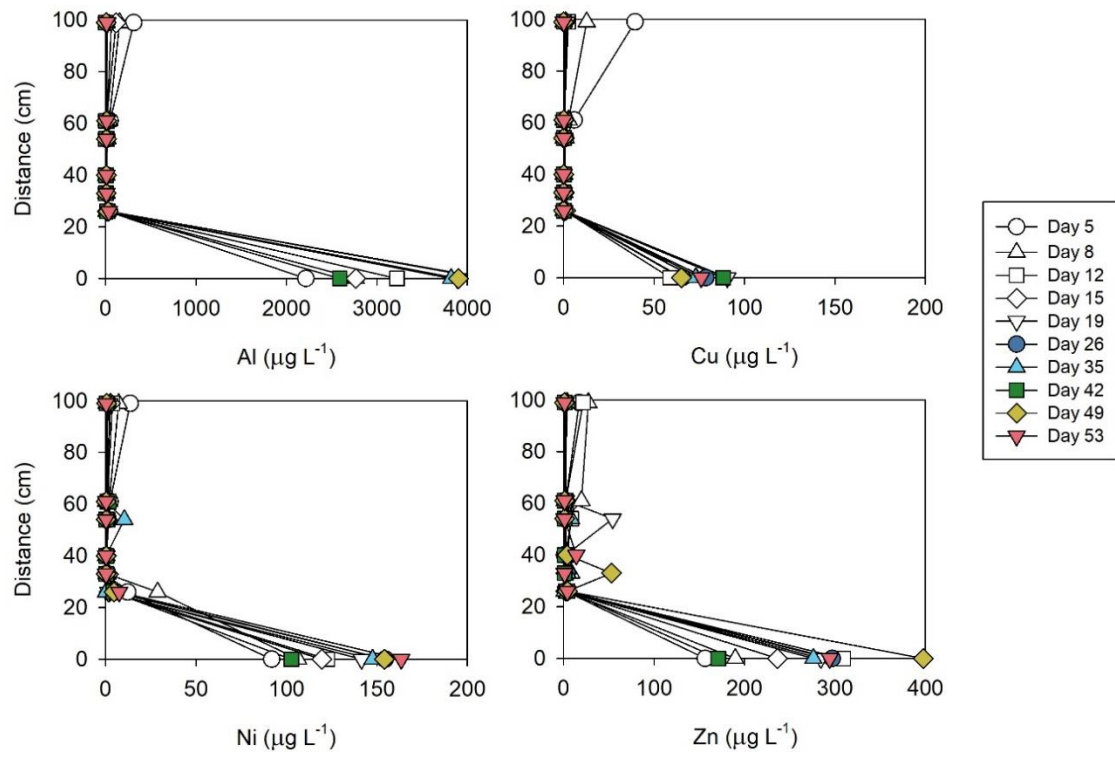 100
80
60
40
20
0
Distance (cm)
0 1000 2000 3000 4000
Al (µg L-1)
100
80
60
40
20
0
0 50 100 150 200
Cu (µg L-1)
100
80
60
40
20
0
Distance (cm)
0 50 100 150 200
Ni (µg L-1)
100
80
60
40
20
0
0 100 200 300 400
Zn (µg L-1)
Day 5
Day 8
Day 12
Day 15
Day 19
Day 26
Day 35
Day 42
Day 49
Day 53